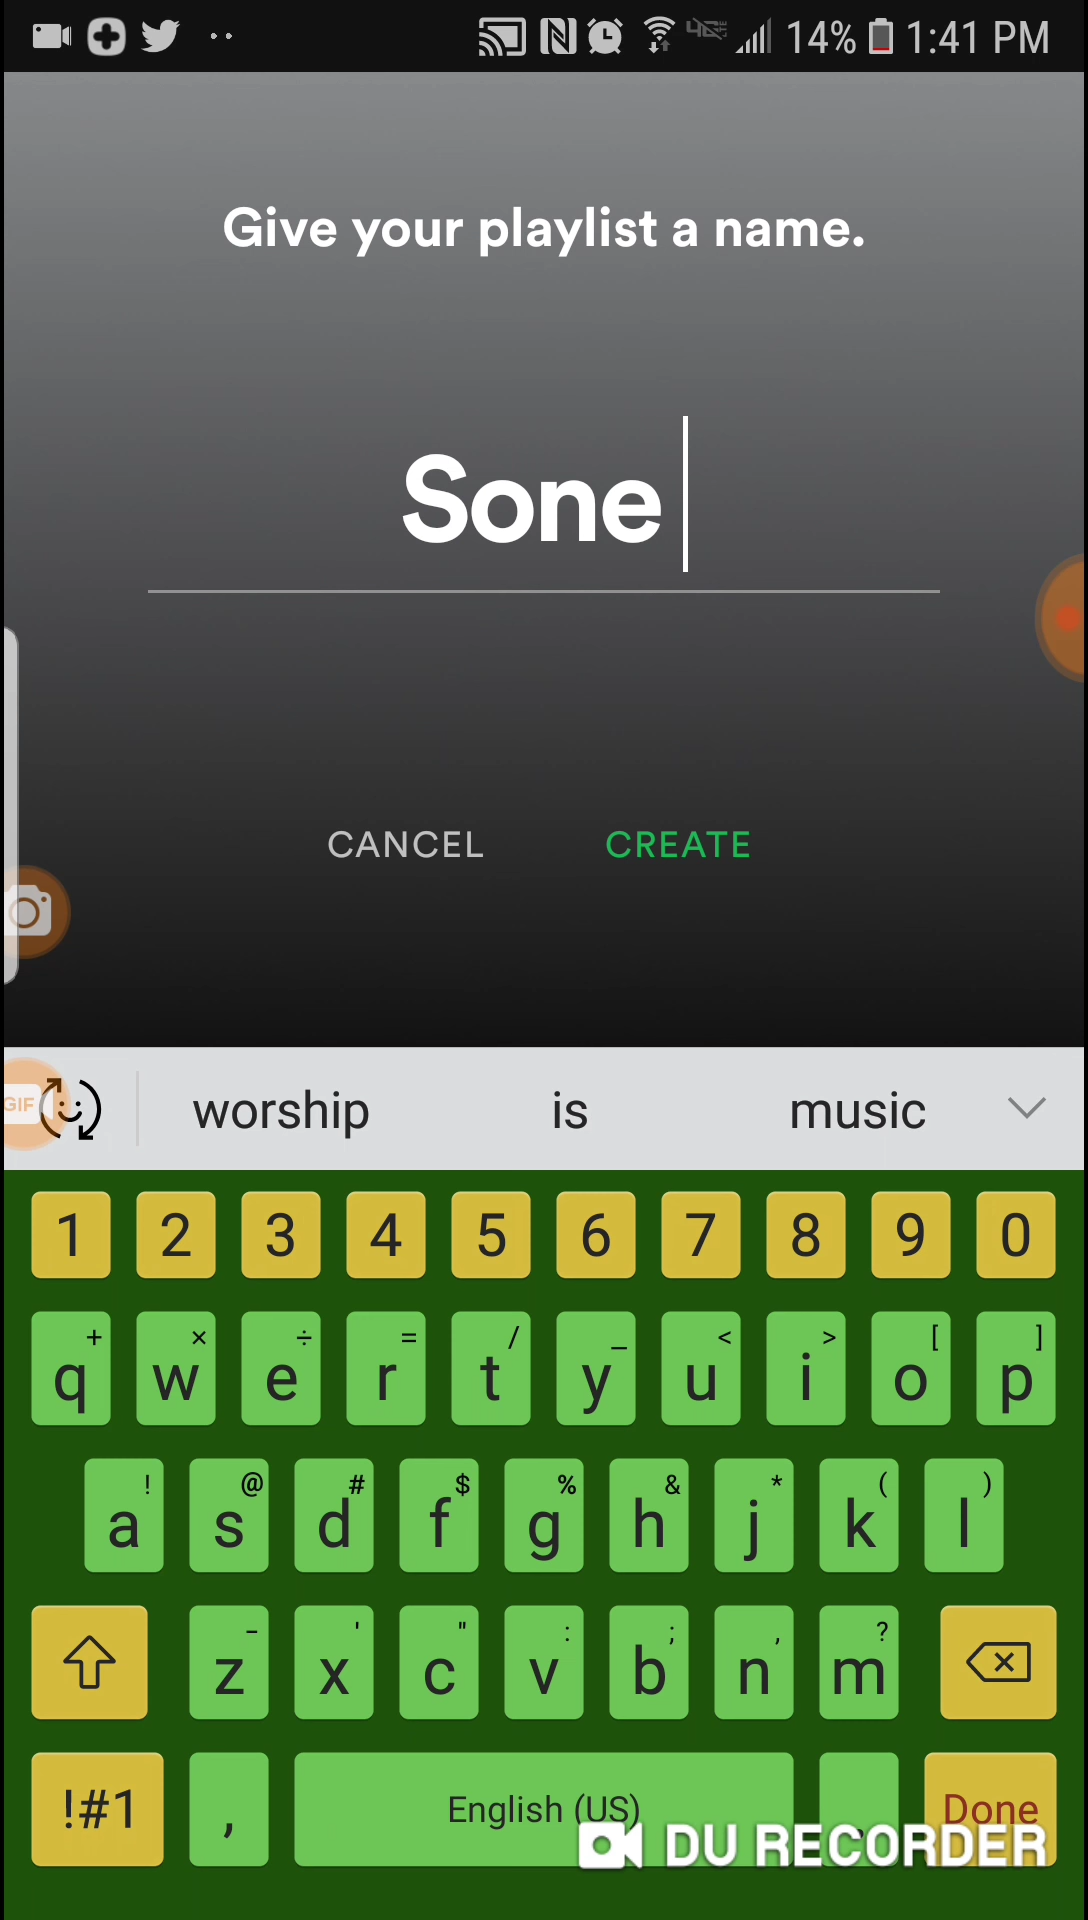 14% 1:41 PM
Give your playlist a name.
Sone
CANCEL CREATE
GIF worship is music
1 2 3 4 5 6 7 8 9 0
+ × ÷ = / _ < > [ ]
q w e r t y u i o p
! @ # $ % & * ( )
a s d f g h j k l
- ' " : ; , ?
z x c v b n m
!#1 , English (US) . Done
DU RECORDER